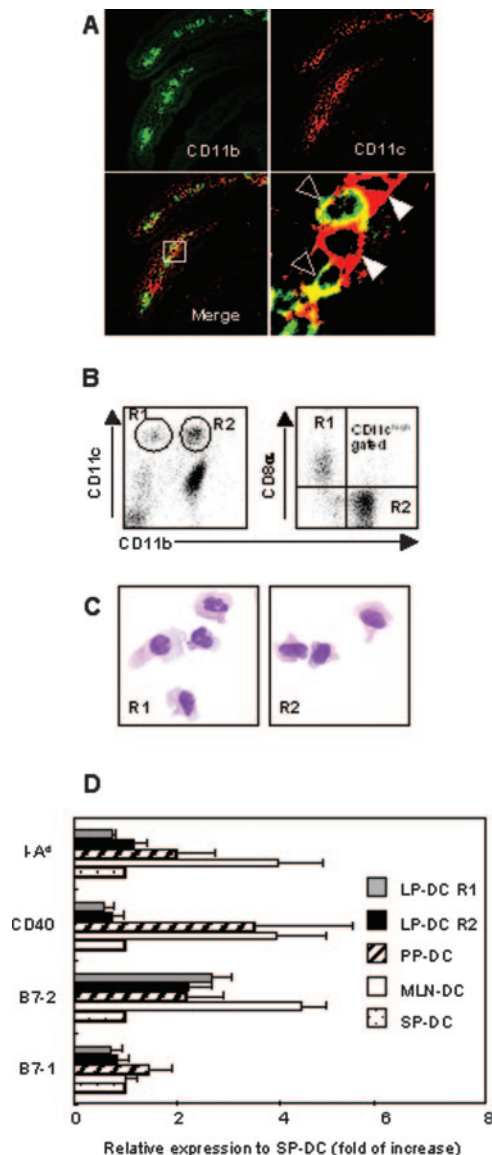 A
CD11b
CD11c
Merge
B
R1
R2
CD11c
R1
CD11c^high
gated
CD8α
R2
CD11b
C
R1
R2
D
I-A^d
CD40
B7-2
B7-1
LP-DC R1
LP-DC R2
PP-DC
MLN-DC
SP-DC
0 2 4 6 8
Relative expression to SP-DC (fold of increase)